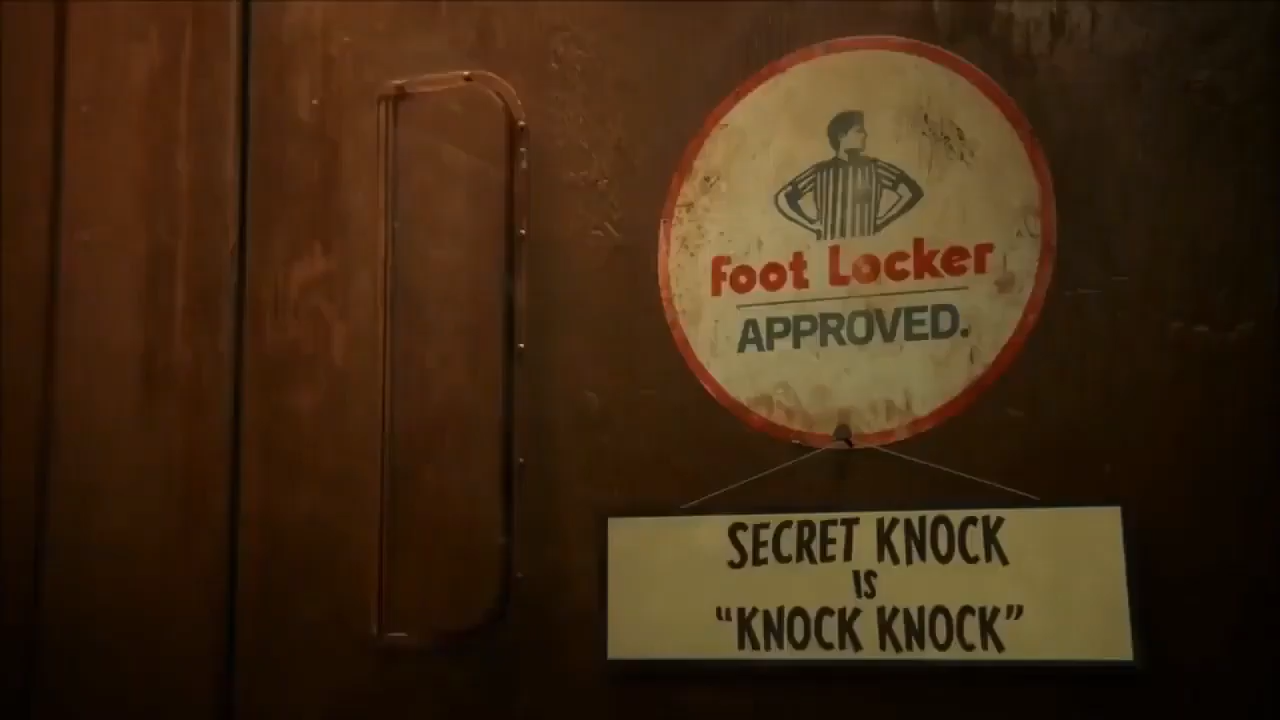 Foot Locker
APPROVED.
SECRET KNOCK
IS
“KNOCK KNOCK”